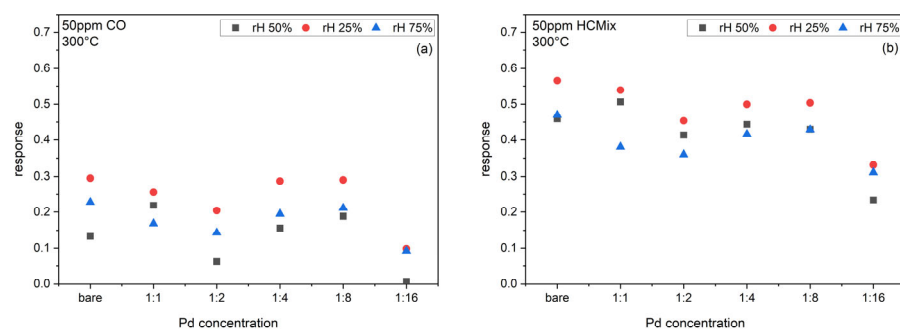 50ppm CO
300°C
rH 50% rH 25% rH 75%
(a)
response
0.7
0.6
0.5
0.4
0.3
0.2
0.1
0.0
bare 1:1 1:2 1:4 1:8 1:16
Pd concentration
50ppm HCMix
300°C
rH 50% rH 25% rH 75%
(b)
response
0.7
0.6
0.5
0.4
0.3
0.2
0.1
0.0
bare 1:1 1:2 1:4 1:8 1:16
Pd concentration